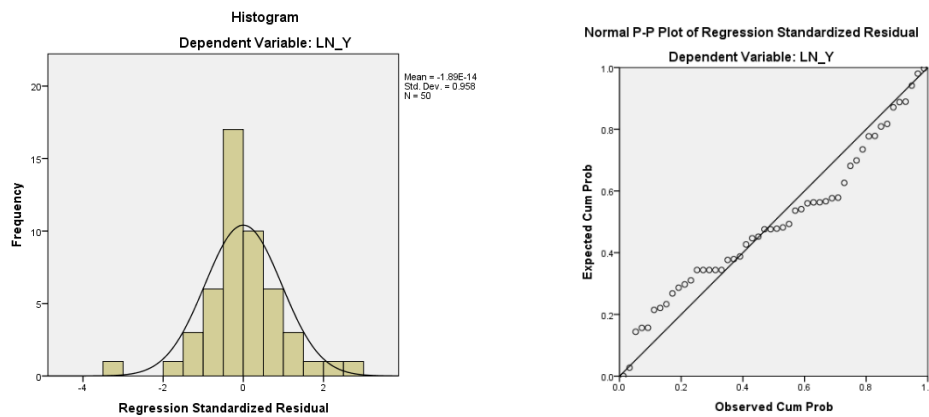 Histogram
Dependent Variable: LN_Y
Mean = -1.89E-14
Std. Dev. = 0.958
N = 50
20
15
10
5
0
-4
-2
0
2
Frequency
Regression Standardized Residual
Normal P-P Plot of Regression Standardized Residual
Dependent Variable: LN_Y
1.0
0.8
0.6
0.4
0.2
0.0
0.0
0.2
0.4
0.6
0.8
1.
Expected Cum Prob
Observed Cum Prob